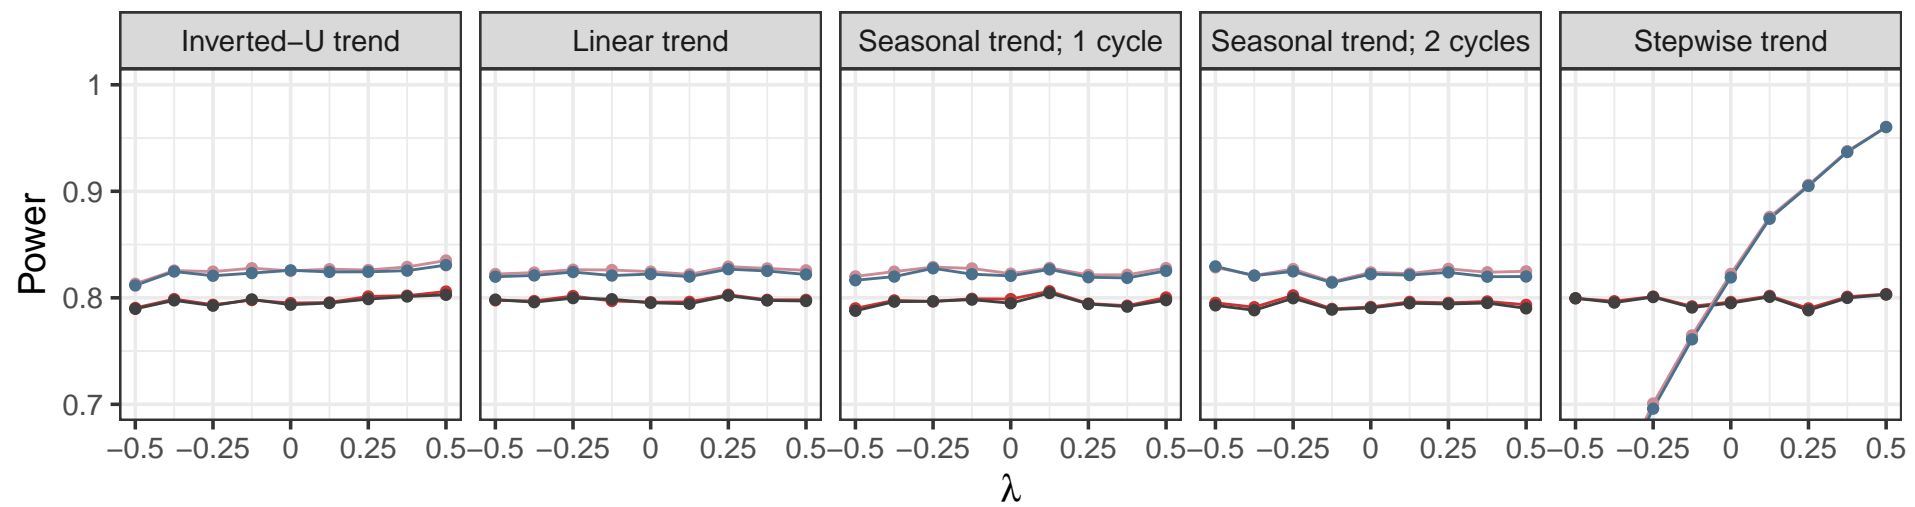 Inverted−U trend
Linear trend
Seasonal trend; 1 cycle
Seasonal trend; 2 cycles
Stepwise trend
Power
1
0.9
0.8
0.7
−0.5 −0.25 0 0.25 0.5
−0.5 −0.25 0 0.25 0.5
−0.5 −0.25 0 0.25 0.5
−0.5 −0.25 0 0.25 0.5
−0.5 −0.25 0 0.25 0.5
λ